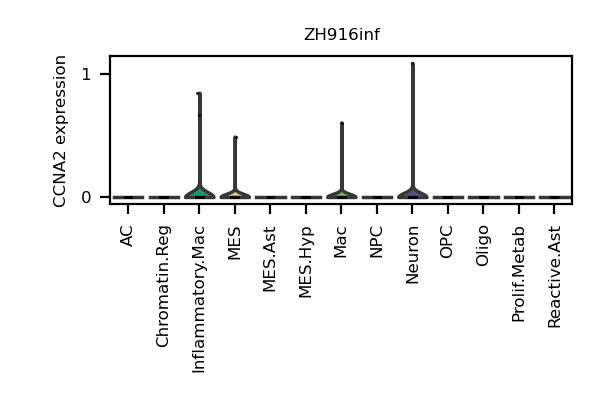 ZH916inf
CCNA2 expression
1
0
AC
Chromatin.Reg
Inflammatory.Mac
MES
MES.Ast
MES.Hyp
Mac
NPC
Neuron
OPC
Oligo
Prolif.Metab
Reactive.Ast